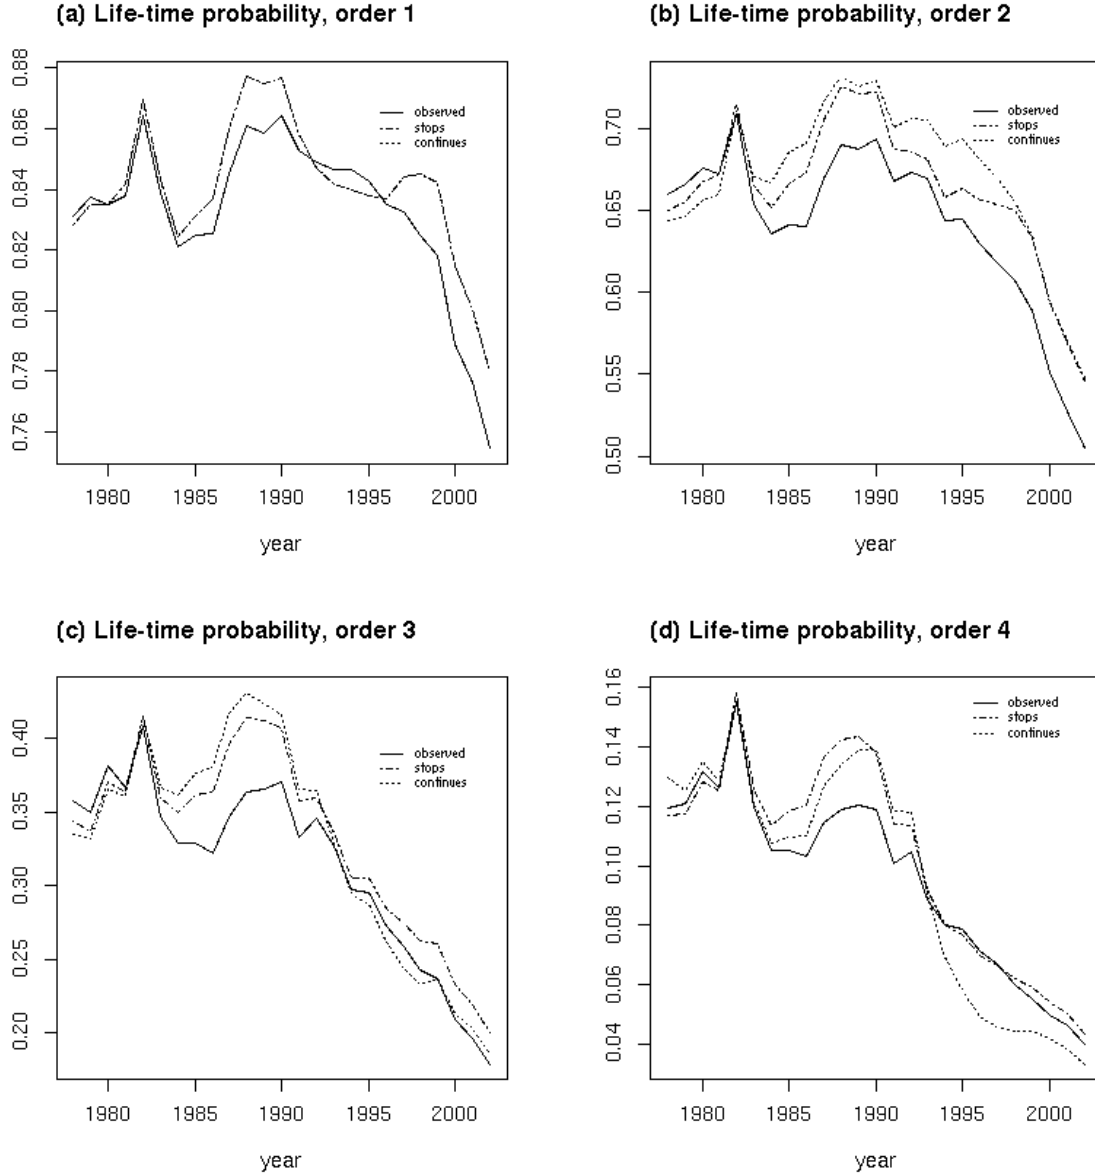 (a) Life-time probability, order 1
0.88
0.86
0.84
0.82
0.80
0.78
0.76
observed
stops
continues
1980 1985 1990 1995 2000
year
(b) Life-time probability, order 2
0.70
0.65
0.60
0.55
0.50
observed
stops
continues
1980 1985 1990 1995 2000
year
(c) Life-time probability, order 3
0.40
0.35
0.30
0.25
0.20
observed
stops
continues
1980 1985 1990 1995 2000
year
(d) Life-time probability, order 4
0.16
0.14
0.12
0.10
0.08
0.06
0.04
observed
stops
continues
1980 1985 1990 1995 2000
year